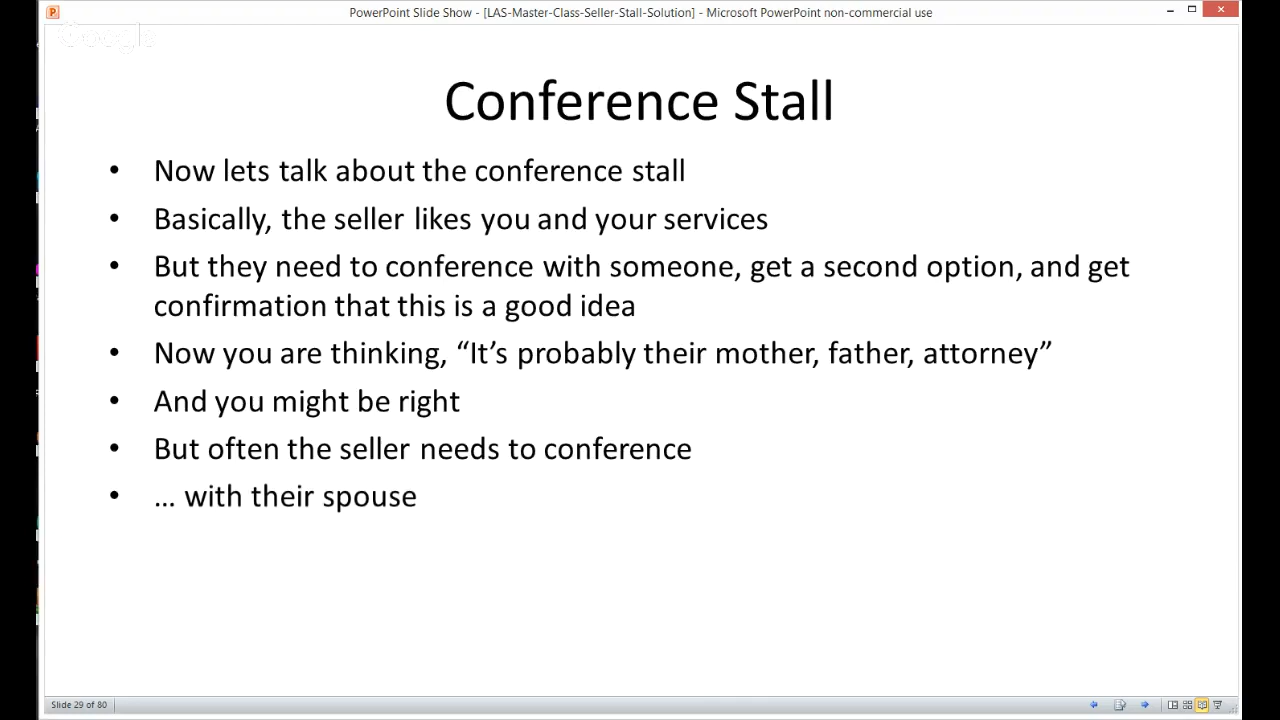 PowerPoint Slide Show - [LAS-Master-Class-Seller-Stall-Solution] - Microsoft PowerPoint non-commercial use
Google
Conference Stall
• Now lets talk about the conference stall
• Basically, the seller likes you and your services
• But they need to conference with someone, get a second option, and get
confirmation that this is a good idea
• Now you are thinking, “It’s probably their mother, father, attorney”
• And you might be right
• But often the seller needs to conference
• … with their spouse
Slide 29 of 80